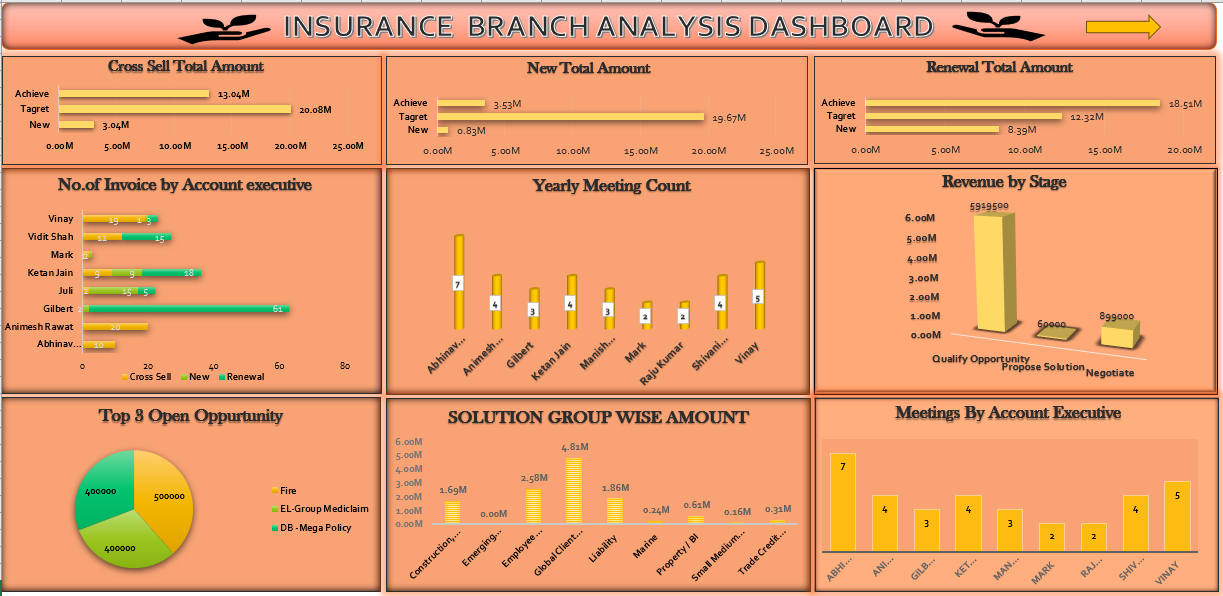 INSURANCE BRANCH ANALYSIS DASHBOARD
Cross Sell Total Amount
Achieve
13.04M
Tagret
20.08M
New
3.04M
0.00M 5.00M 10.00M 15.00M 20.00M 25.00M
New Total Amount
Achieve
3.53M
Tagret
19.67M
New
0.83M
0.00M 5.00M 10.00M 15.00M 20.00M 25.00M
Renewal Total Amount
Achieve
18.51M
Tagret
12.32M
New
8.39M
0.00M 5.00M 10.00M 15.00M 20.00M
No.of Invoice by Account executive
Vinay 19 1 3
Vidit Shah 12 15
Mark
Ketan Jain 9 9 18
Juli 2 15 5
Gilbert 61
Animesh Rawat 20
Abhinav... 10
0 20 40 60 80
Cross Sell New Renewal
Yearly Meeting Count
7 4 3 4 3 2 2 4 5
Abhinav... Animesh... Gilbert Ketan Jain Manish... Mark Raju Kumar Shivani... Vinay
Revenue by Stage
5919500
6.00M
5.00M
4.00M
3.00M
2.00M
1.00M
0.00M
60000
899000
Qualify Opportunity
Propose Solution
Negotiate
Top 3 Open Oppurtunity
400000
500000
400000
Fire
EL-Group Mediclaim
DB -Mega Policy
SOLUTION GROUP WISE AMOUNT
6.00M
5.00M
4.00M
3.00M
2.00M
1.00M
0.00M
1.69M 0.00M 2.58M 4.81M 1.86M 0.24M 0.61M 0.16M 0.31M
Construction,... Emerging... Employee... Global Client... Liability Marine Property / BI Small Medium... Trade Credit...
Meetings By Account Executive
7 4 3 4 3 2 2 4 5
ABHI... ANI... GILB... KET... MAN... MARK RAJ... SHIV... VINAY